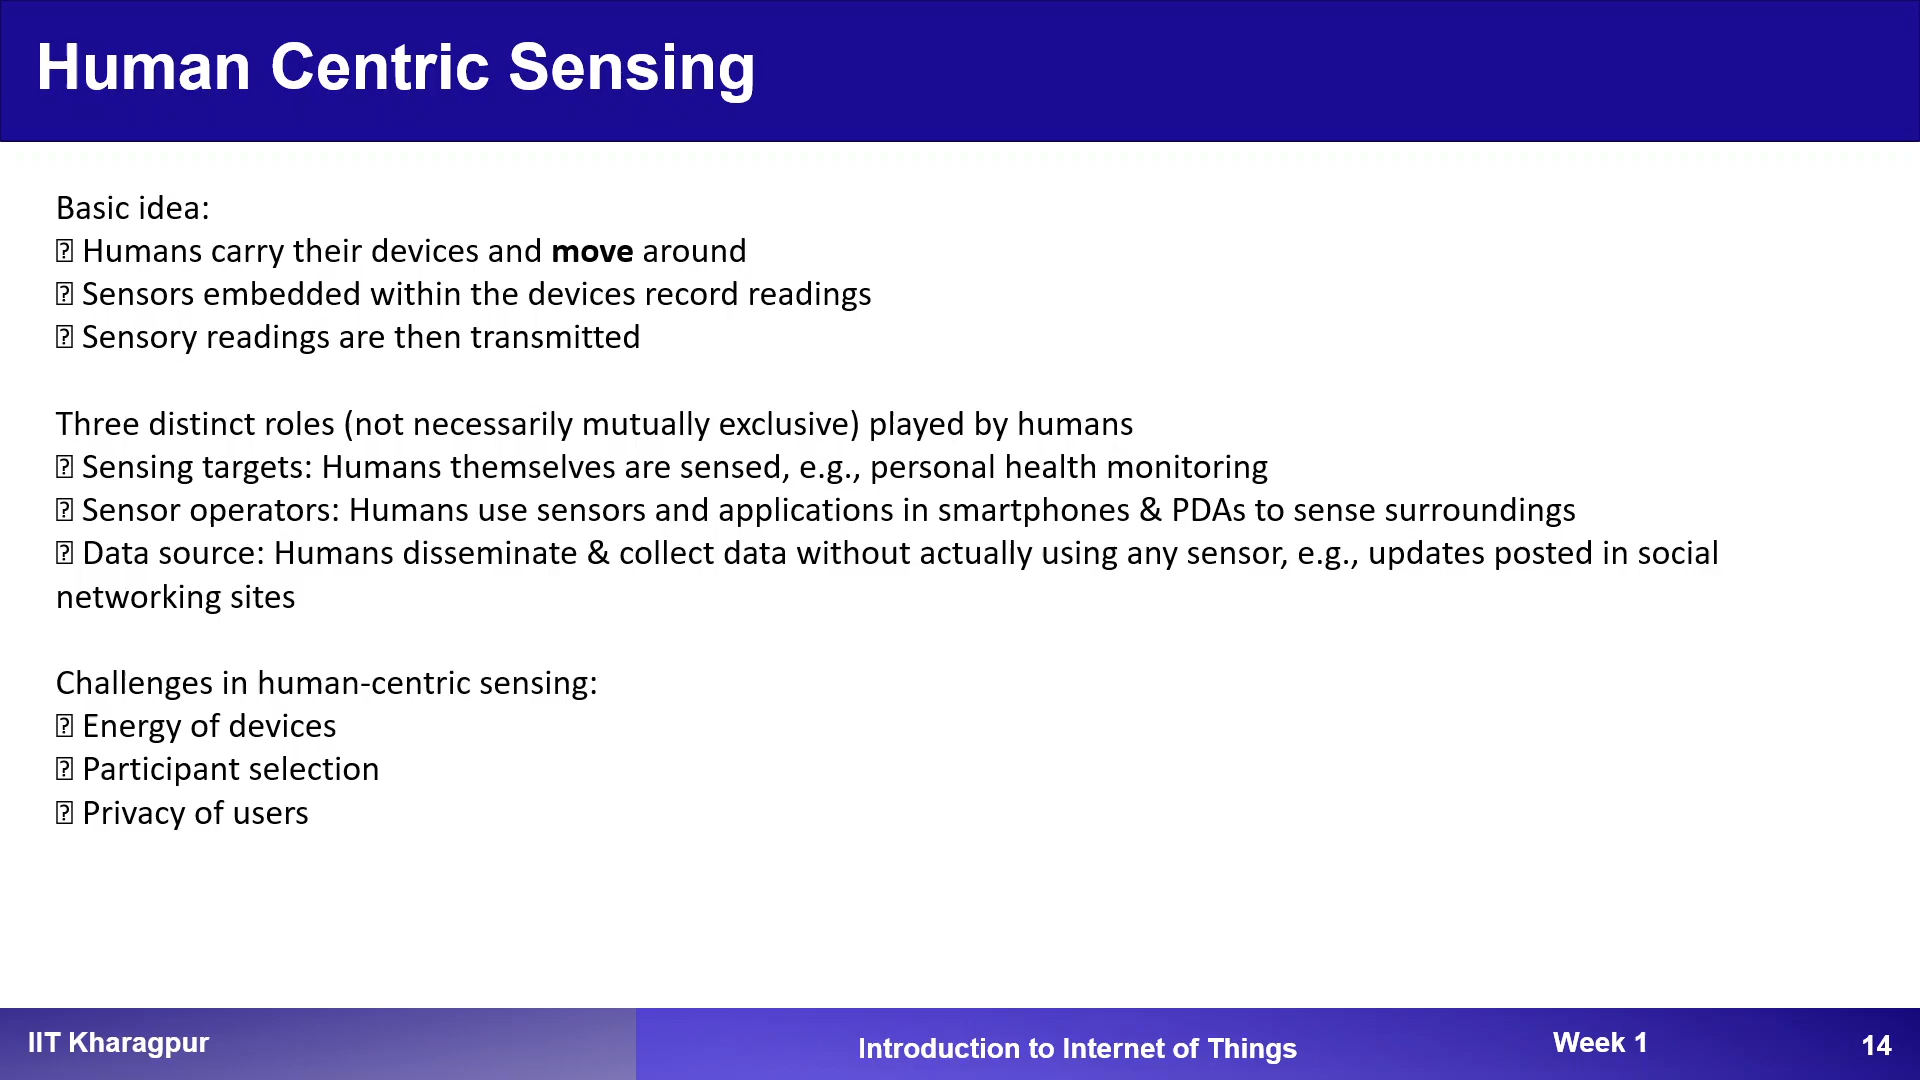 Human Centric Sensing
Basic idea:
⍰ Humans carry their devices and move around
⍰ Sensors embedded within the devices record readings
⍰ Sensory readings are then transmitted
Three distinct roles (not necessarily mutually exclusive) played by humans
⍰ Sensing targets: Humans themselves are sensed, e.g., personal health monitoring
⍰ Sensor operators: Humans use sensors and applications in smartphones & PDAs to sense surroundings
⍰ Data source: Humans disseminate & collect data without actually using any sensor, e.g., updates posted in social
networking sites
Challenges in human-centric sensing:
⍰ Energy of devices
⍰ Participant selection
⍰ Privacy of users
IIT Kharagpur
Introduction to Internet of Things
Week 1
14